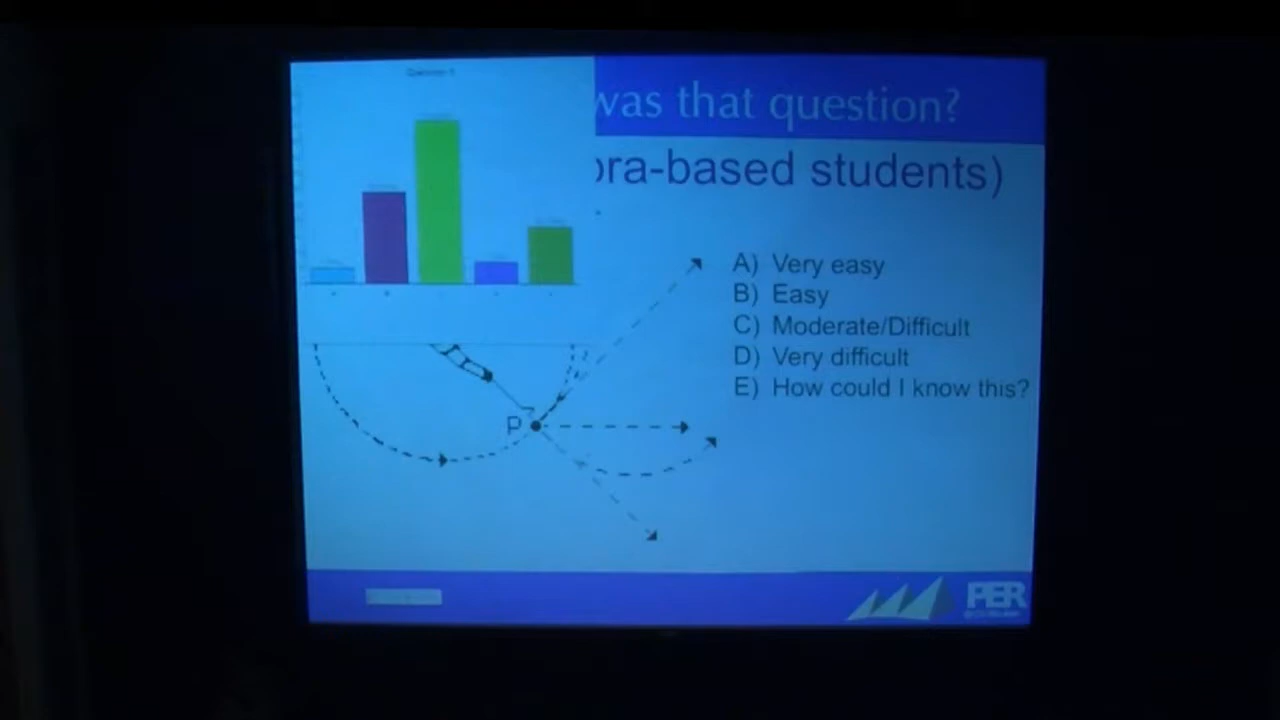 was that question?
ora-based students)
A) Very easy
B) Easy
C) Moderate/Difficult
D) Very difficult
E) How could I know this?
P
PER